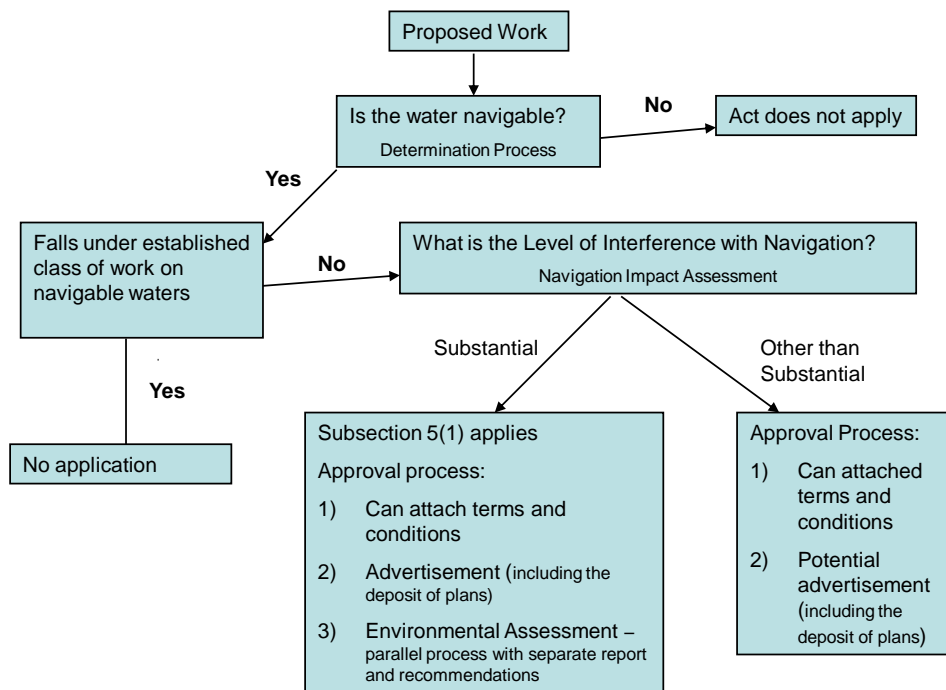 Proposed Work
Is the water navigable?
Determination Process
No
Act does not apply
Yes
Falls under established
class of work on
navigable waters
No
What is the Level of Interference with Navigation?
Navigation Impact Assessment
Substantial
Other than
Substantial
Yes
No application
Subsection 5(1) applies
Approval process:
1) Can attach terms and
conditions
2) Advertisement (including the
deposit of plans)
3) Environmental Assessment –
parallel process with separate report
and recommendations
Approval Process:
1) Can attached
terms and
conditions
2) Potential
advertisement
(including the
deposit of plans)